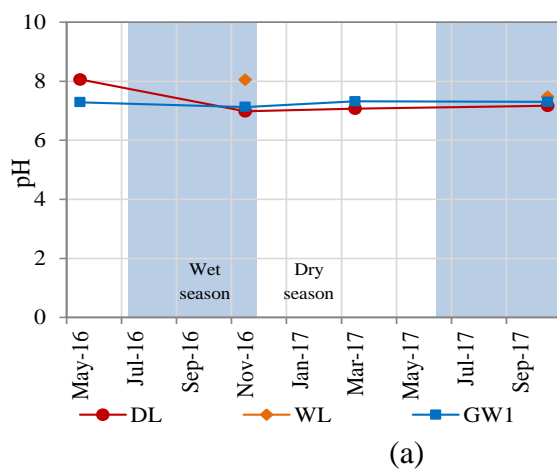 10
8
6
4
2
0
pH
Wet
season
Dry
season
May-16
Jul-16
Sep-16
Nov-16
Jan-17
Mar-17
May-17
Jul-17
Sep-17
DL
WL
GW1
(a)